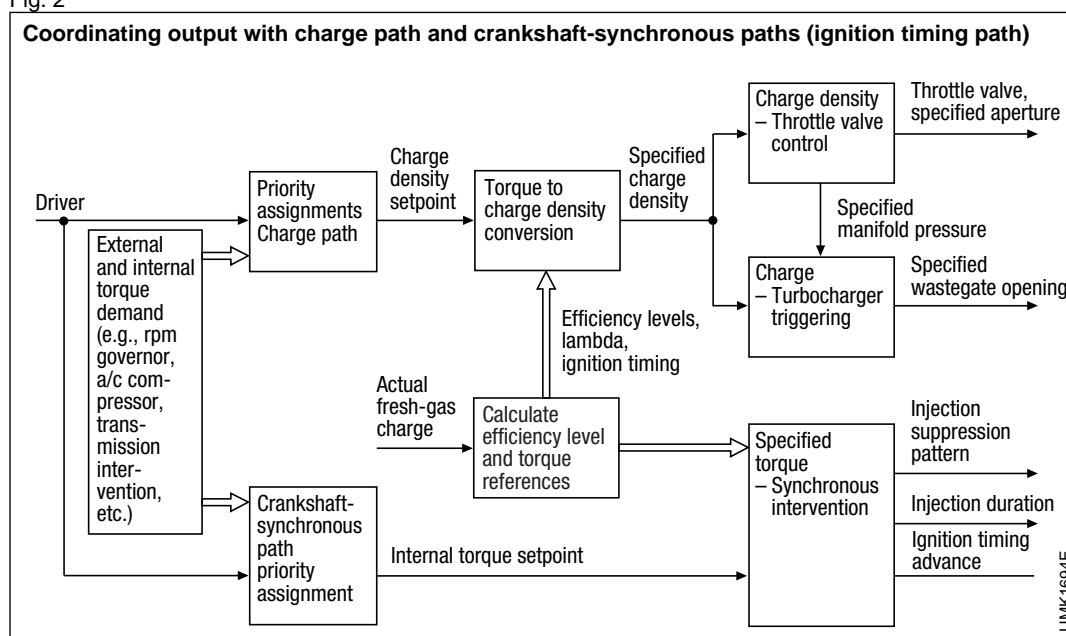 Fig. 2
Coordinating output with charge path and crankshaft-synchronous paths (ignition timing path)
Driver
External
and internal
torque
demand
(e.g., rpm
governor,
a/c com-
pressor,
trans-
mission
inter-
vention,
etc.)
Priority
assignments
Charge path
Charge
density
setpoint
Torque to
charge density
conversion
Specified
charge
density
Charge density
– Throttle valve
control
Throttle valve,
specified aperture
Specified
manifold pressure
Charge
– Turbocharger
triggering
Specified
wastegate opening
Efficiency levels,
lambda,
ignition timing
Actual
fresh-gas
charge
Calculate
efficiency level
and torque
references
Crankshaft-
synchronous
path
priority
assignment
Internal torque setpoint
Specified
torque
– Synchronous
intervention
Injection
suppression
pattern
Injection duration
Ignition timing
advance
UMK1694E